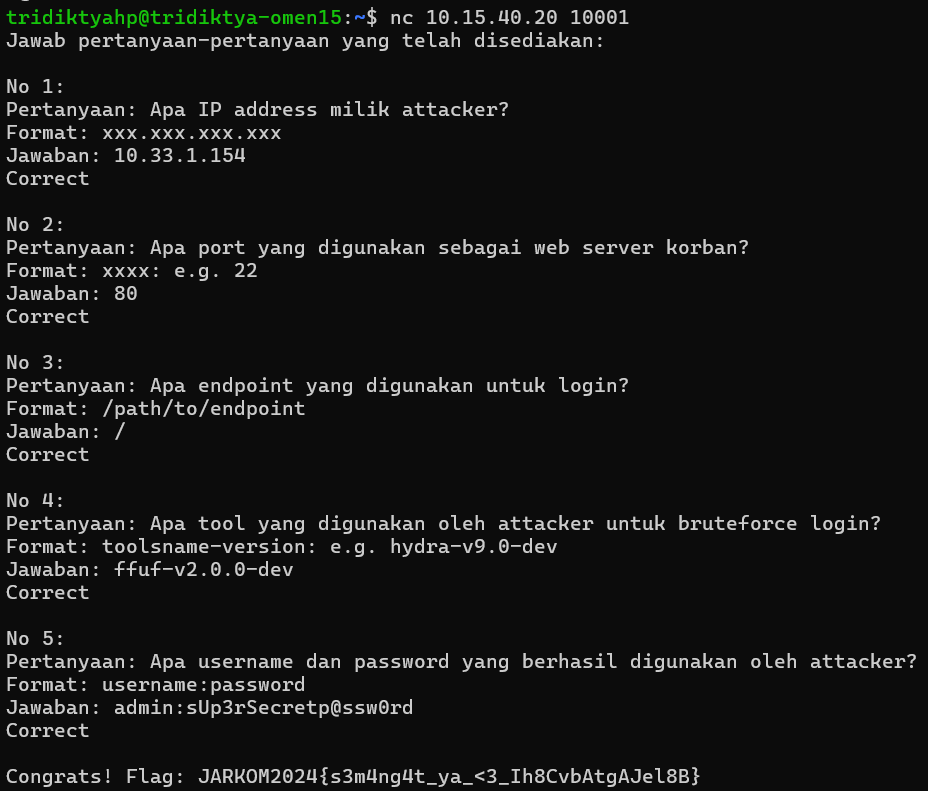 tridiktyahp@tridiktya-omen15:~$ nc 10.15.40.20 10001
Jawab pertanyaan-pertanyaan yang telah disediakan:
No 1:
Pertanyaan: Apa IP address milik attacker?
Format: xxx.xxx.xxx.xxx
Jawaban: 10.33.1.154
Correct
No 2:
Pertanyaan: Apa port yang digunakan sebagai web server korban?
Format: xxxx: e.g. 22
Jawaban: 80
Correct
No 3:
Pertanyaan: Apa endpoint yang digunakan untuk login?
Format: /path/to/endpoint
Jawaban: /
Correct
No 4:
Pertanyaan: Apa tool yang digunakan oleh attacker untuk bruteforce login?
Format: toolsname-version: e.g. hydra-v9.0-dev
Jawaban: ffuf-v2.0.0-dev
Correct
No 5:
Pertanyaan: Apa username dan password yang berhasil digunakan oleh attacker?
Format: username:password
Jawaban: admin:sUp3rSecretp@ssw0rd
Correct
Congrats! Flag: JARKOM2024{s3m4ng4t_ya_<3_Ih8CvbAtgAJel8B}